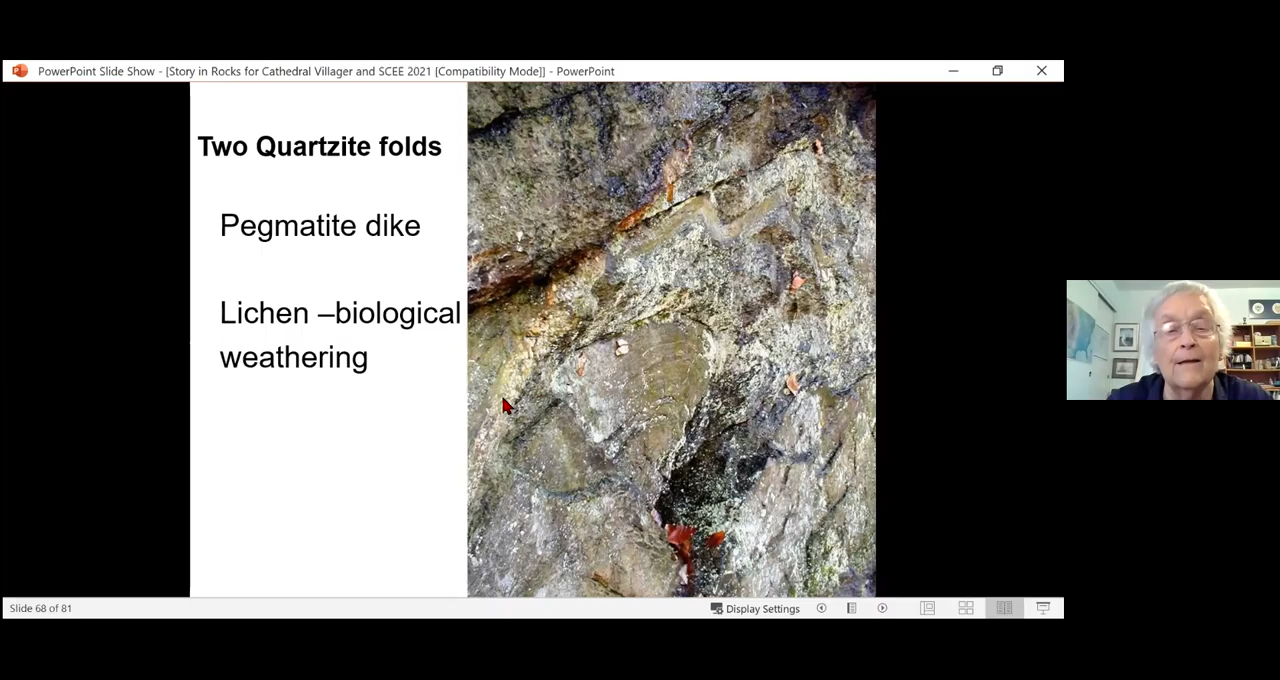 PowerPoint Slide Show - [Story in Rocks for Cathedral Villager and SCEE 2021 [Compatibility Mode]] - PowerPoint
Two Quartzite folds
Pegmatite dike
Lichen –biological
weathering
Slide 68 of 81
Display Settings